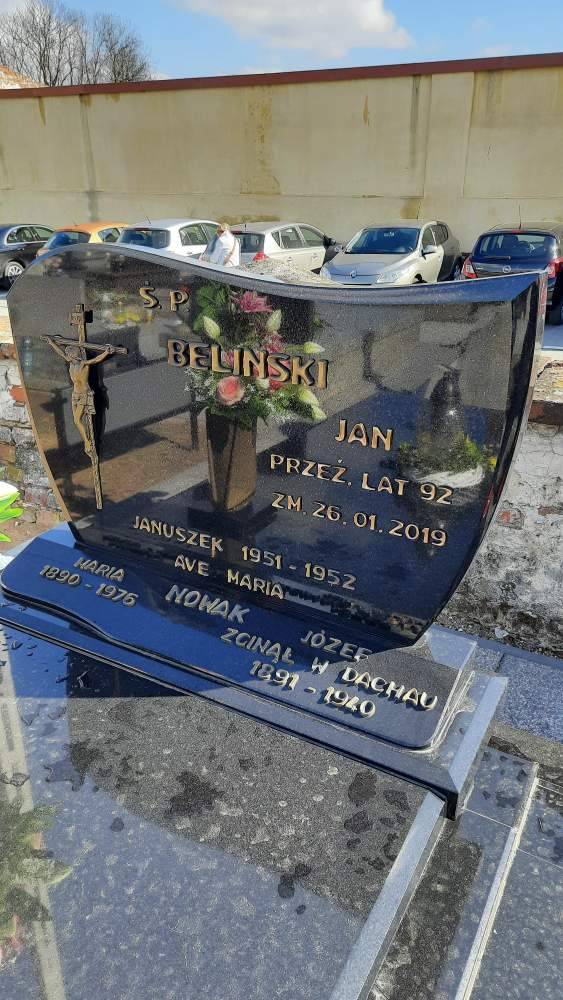 Ś.P
BELIŃSKI
JAN
PRZEŻ. LAT 92
ZM. 26.01.2019
JANUSZEK 1951-1952
AVE MARIA
MARIA
1890-1976
NOWAK
JÓZEF
ZGINĄŁ W DACHAU
1891-1940